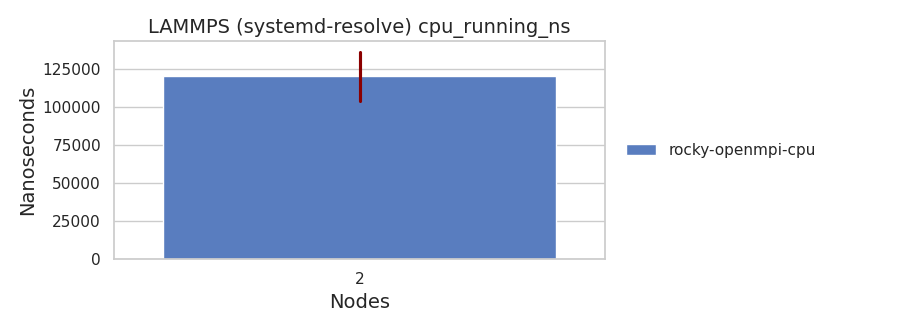 LAMMPS (systemd-resolve) cpu_running_ns
Nanoseconds
125000
100000
75000
50000
25000
0
2
Nodes
rocky-openmpi-cpu